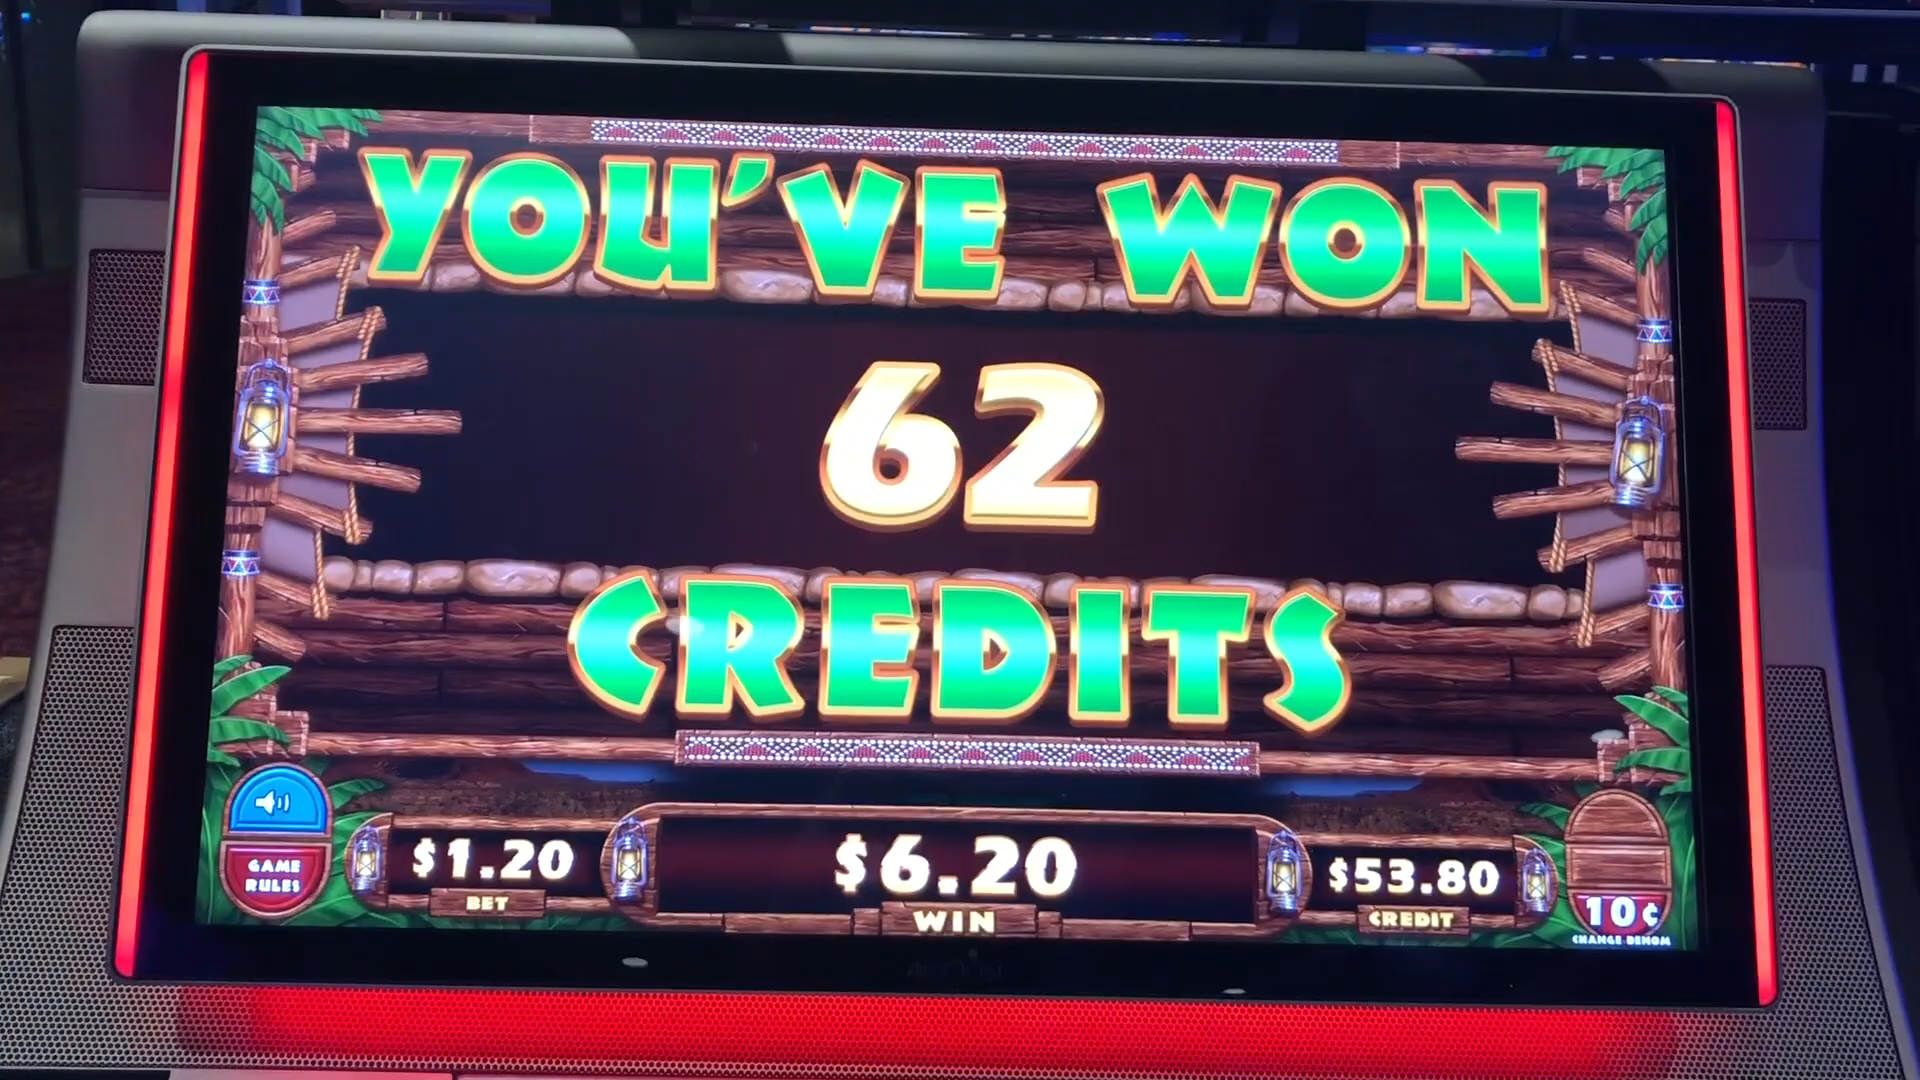 YOU'VE WON
62
CREDITS
GAME
RULES
$1.20
BET
$6.20
WIN
$53.80
CREDIT
10¢
CHANGE DENOM